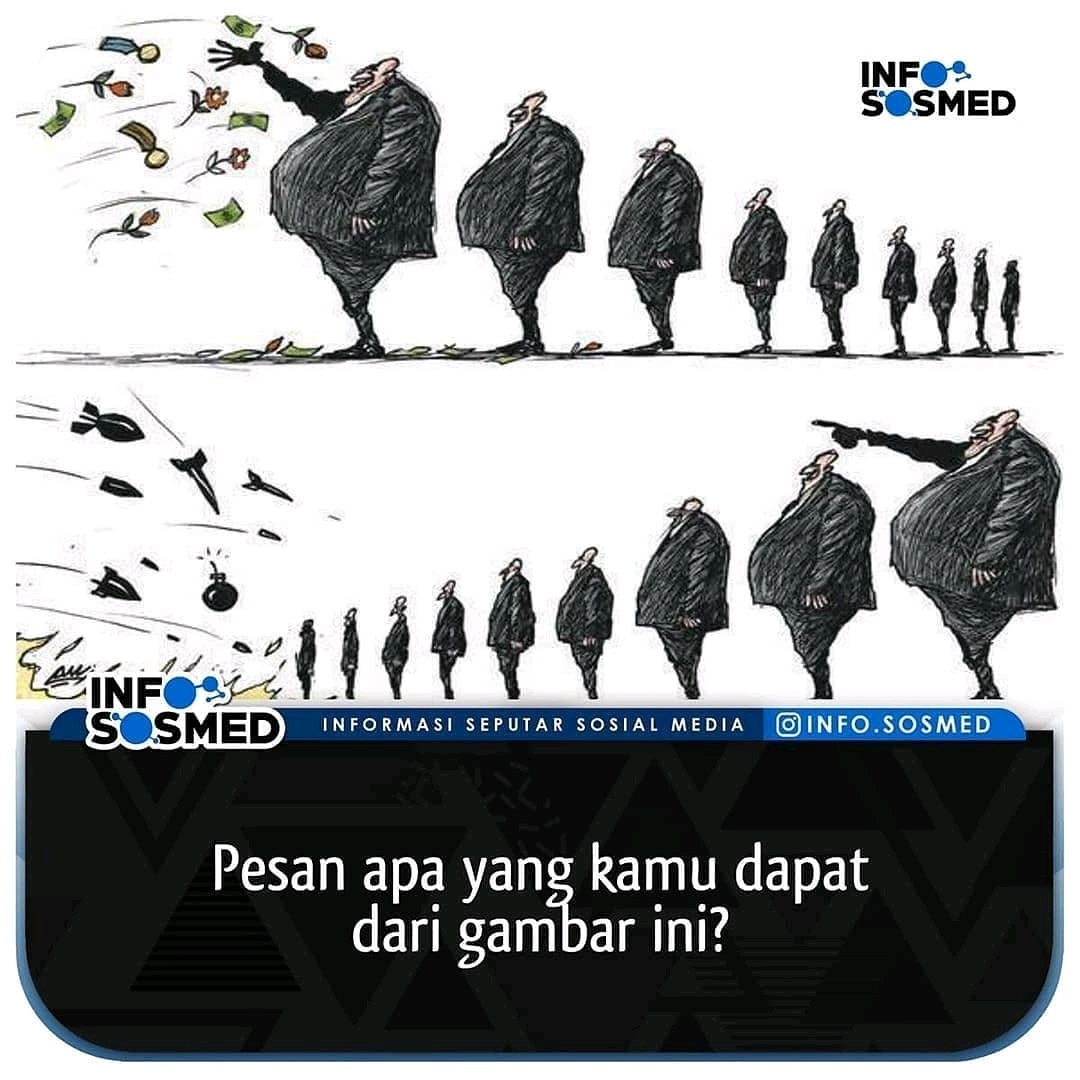 INFO
SOSMED
INFO
SOSMED
INFORMASI SEPUTAR SOSIAL MEDIA
INFO.SOSMED
Pesan apa yang kamu dapat
dari gambar ini?